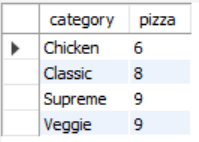 category pizza
Chicken 6
Classic 8
Supreme 9
Veggie 9